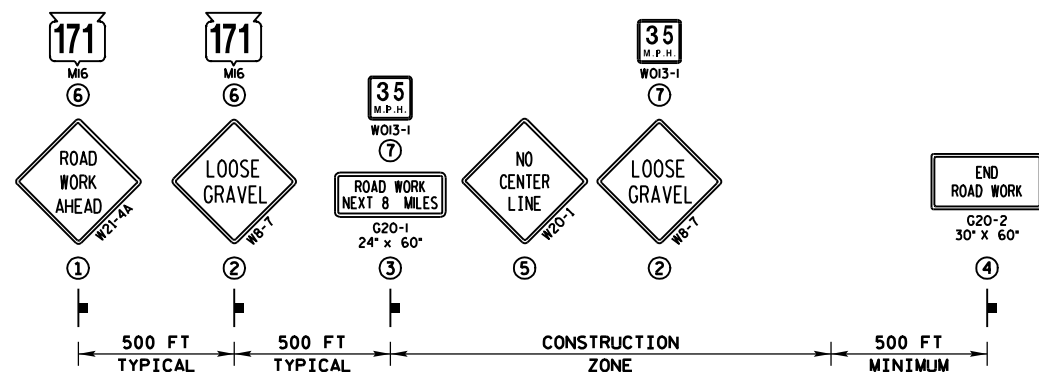 171
M16
6
171
M16
6
35
M.P.H.
WO13-1
7
35
M.P.H.
WO13-1
7
ROAD
WORK
AHEAD
W21-4A
1
LOOSE
GRAVEL
W8-7
2
ROAD WORK
NEXT 8 MILES
G20-1
24" x 60"
3
NO
CENTER
LINE
W20-1
5
LOOSE
GRAVEL
W8-7
2
END
ROAD WORK
G20-2
30" x 60"
4
500 FT
TYPICAL
500 FT
TYPICAL
CONSTRUCTION
ZONE
500 FT
MINIMUM